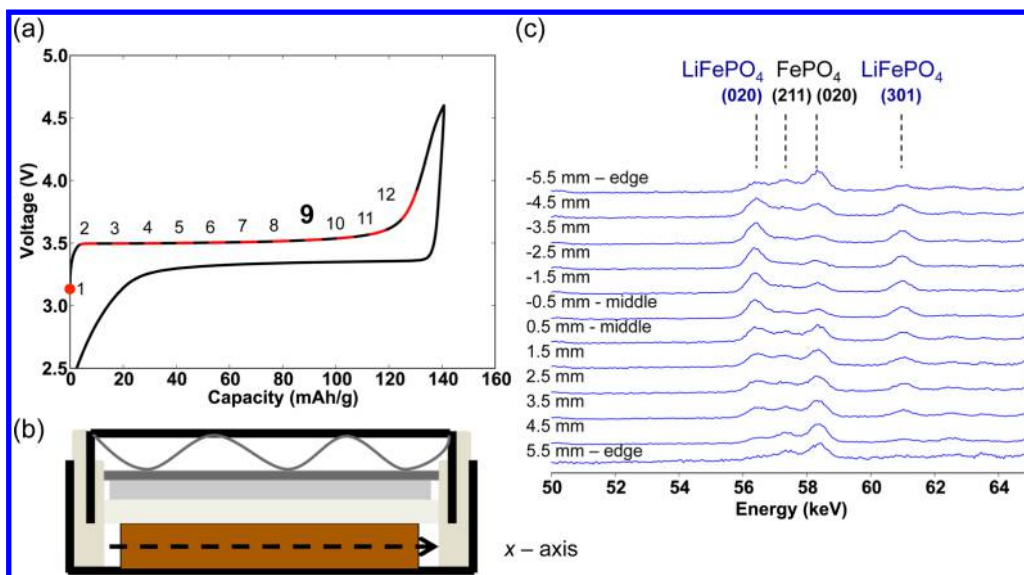 (a)
5.0
4.5
4.0
3.5
3.0
2.5
Voltage (V)
1
2 3 4 5 6 7 8 9 10 11 12
0 20 40 60 80 100 120 140 160
Capacity (mAh/g)
(b)
x – axis
(c)
LiFePO4 FePO4 LiFePO4
(020) (211) (020) (301)
-5.5 mm – edge
-4.5 mm
-3.5 mm
-2.5 mm
-1.5 mm
-0.5 mm - middle
0.5 mm - middle
1.5 mm
2.5 mm
3.5 mm
4.5 mm
5.5 mm – edge
50 52 54 56 58 60 62 64
Energy (keV)